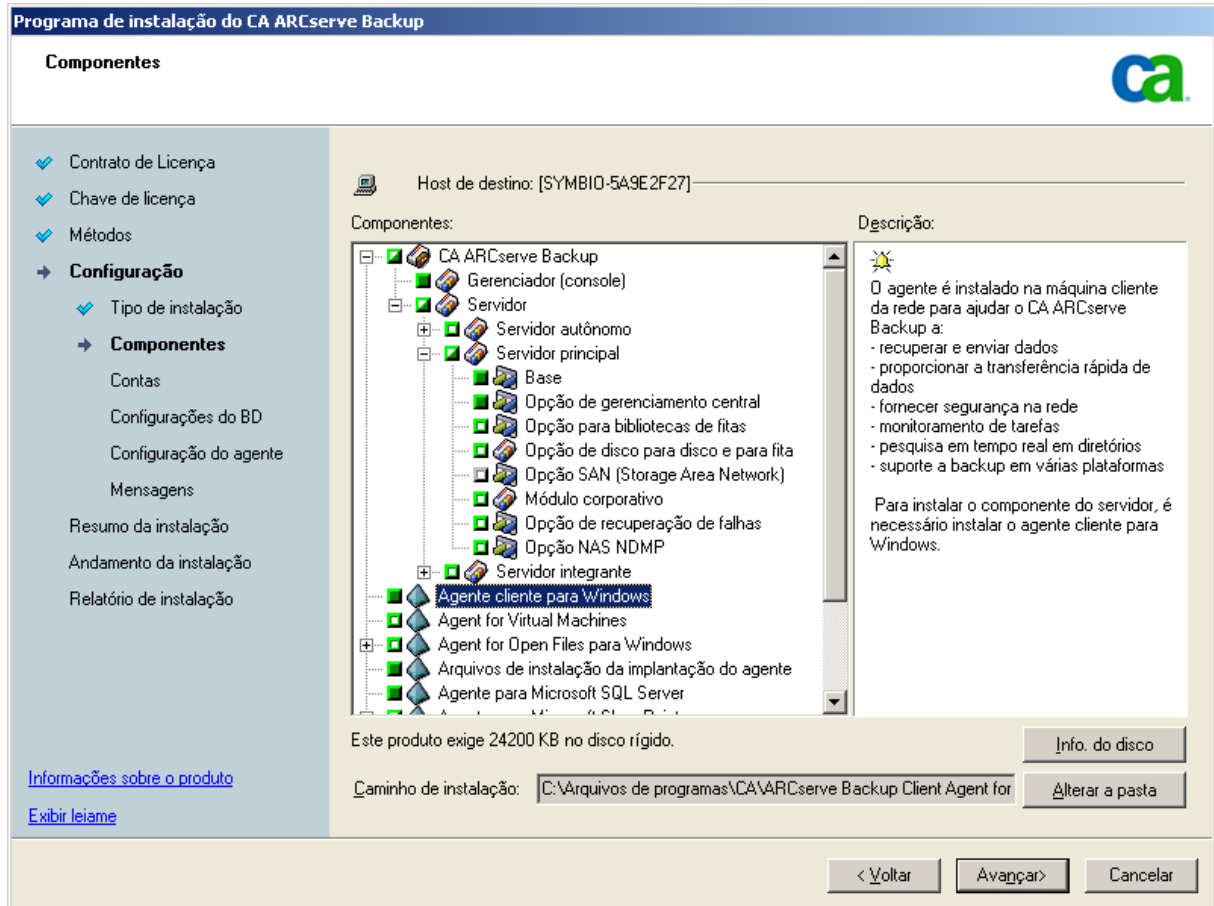 Programa de instalação do CA ARCserve Backup
Componentes
ca
Contrato de Licença
Chave de licença
Métodos
Configuração
Tipo de instalação
Componentes
Contas
Configurações do BD
Configuração do agente
Mensagens
Resumo da instalação
Andamento da instalação
Relatório de instalação
Informações sobre o produto
Exibir leiame
Host de destino: [SYMBIO-5A9E2F27]
Componentes:
CA ARCserve Backup
Gerenciador (console)
Servidor
Servidor autônomo
Servidor principal
Base
Opção de gerenciamento central
Opção para bibliotecas de fitas
Opção de disco para disco e para fita
Opção SAN (Storage Area Network)
Módulo corporativo
Opção de recuperação de falhas
Opção NAS NDMP
Servidor integrante
Agente cliente para Windows
Agent for Virtual Machines
Agent for Open Files para Windows
Arquivos de instalação da implantação do agente
Agente para Microsoft SQL Server
Descrição:
O agente é instalado na máquina cliente
da rede para ajudar o CA ARCserve
Backup a:
- recuperar e enviar dados
- proporcionar a transferência rápida de
dados
- fornecer segurança na rede
- monitoramento de tarefas
- pesquisa em tempo real em diretórios
- suporte a backup em várias plataformas
Para instalar o componente do servidor, é
necessário instalar o agente cliente para
Windows.
Este produto exige 24200 KB no disco rígido.
Info. do disco
Caminho de instalação: C:\Arquivos de programas\CA\ARCserve Backup Client Agent for
Alterar a pasta
< Voltar
Avançar>
Cancelar